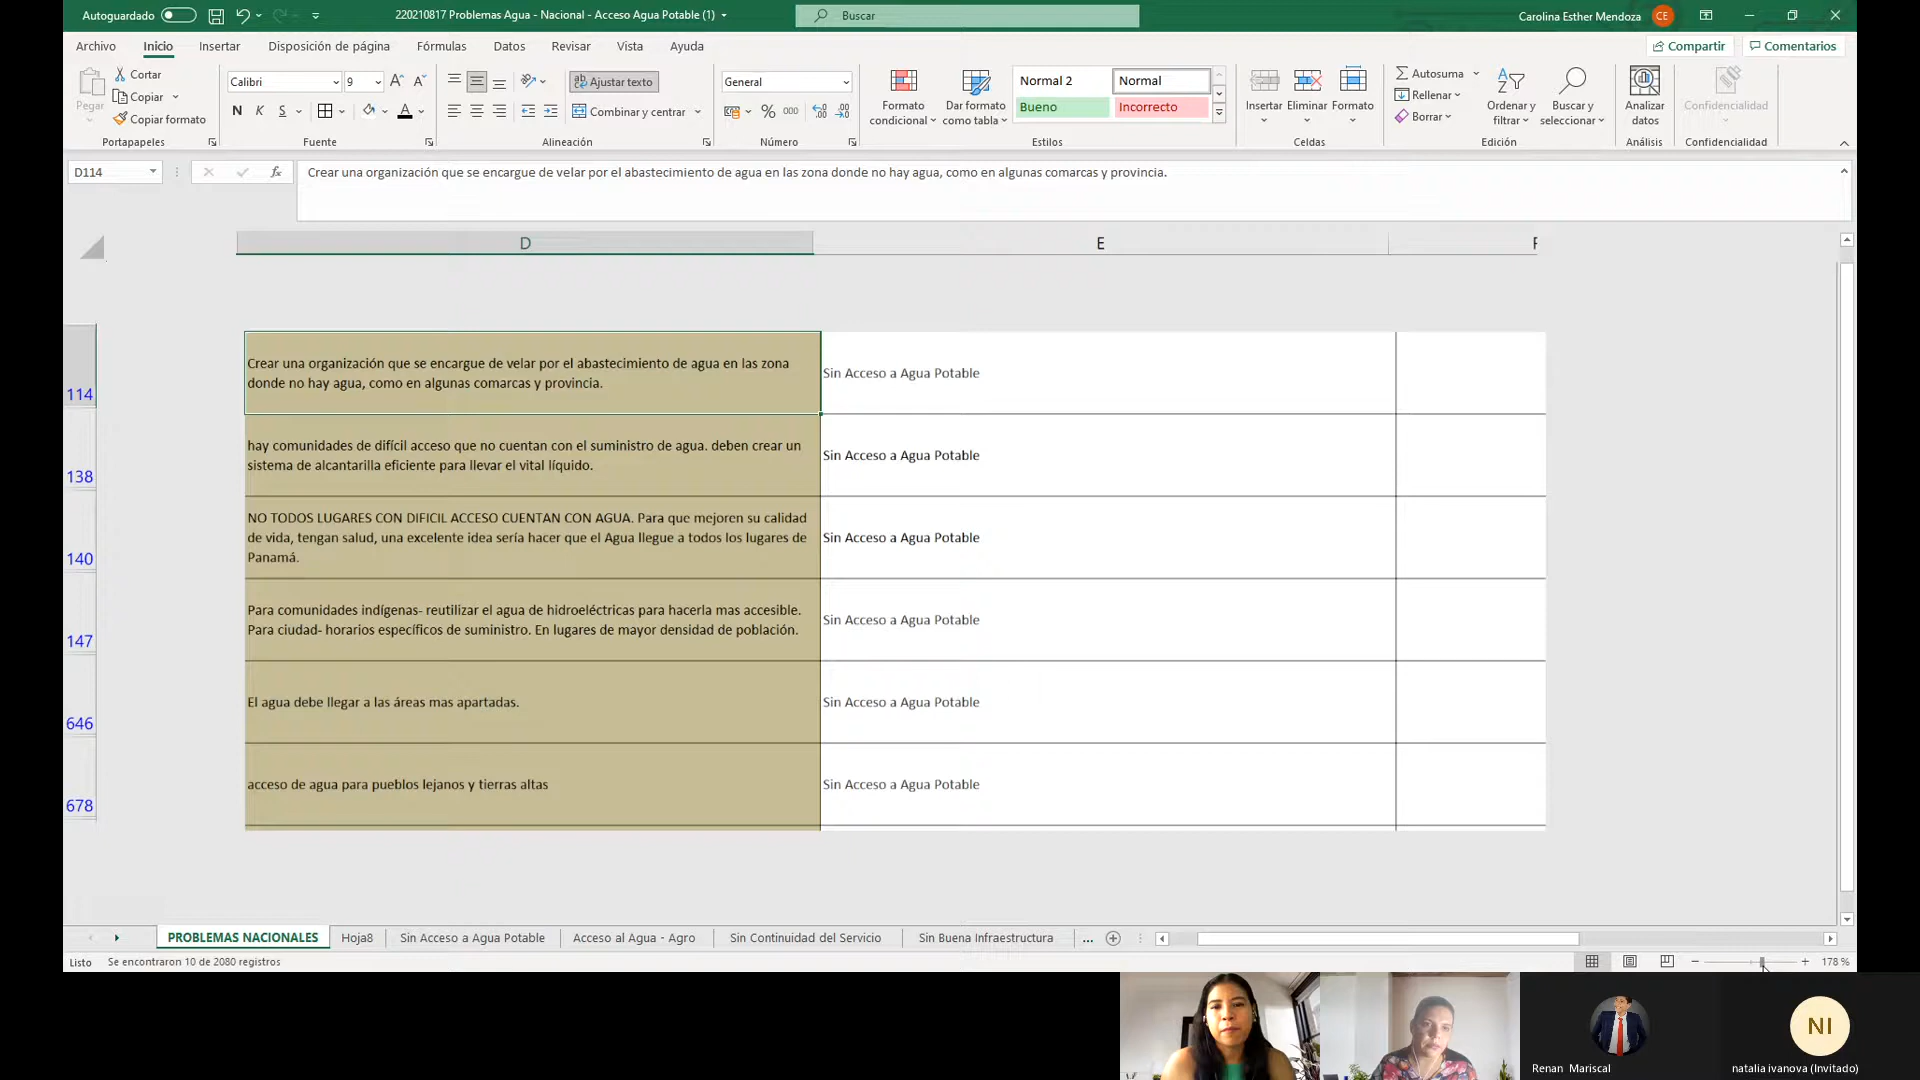 Autoguardado
220210817 Problemas Agua - Nacional - Acceso Agua Potable (1)
Buscar
Carolina Esther Mendoza
CE
Archivo
Inicio
Insertar
Disposición de página
Fórmulas
Datos
Revisar
Vista
Ayuda
Compartir
Comentarios
Pegar
Cortar
Copiar
Copiar formato
Portapapeles
Calibri
9
N K S
Fuente
Ajustar texto
Combinar y centrar
Alineación
General
% 000
Número
Formato
condicional
Dar formato
como tabla
Normal 2
Normal
Bueno
Incorrecto
Estilos
Insertar
Eliminar
Formato
Celdas
Autosuma
Rellenar
Borrar
Ordenar y
filtrar
Buscar y
seleccionar
Edición
Analizar
datos
Análisis
Confidencialidad
Confidencialidad
D114
fx
Crear una organización que se encargue de velar por el abastecimiento de agua en las zona donde no hay agua, como en algunas comarcas y provincia.
D
E
F
114
Crear una organización que se encargue de velar por el abastecimiento de agua en las zona
donde no hay agua, como en algunas comarcas y provincia.
Sin Acceso a Agua Potable
138
hay comunidades de difícil acceso que no cuentan con el suministro de agua. deben crear un
sistema de alcantarilla eficiente para llevar el vital líquido.
Sin Acceso a Agua Potable
140
NO TODOS LUGARES CON DIFICIL ACCESO CUENTAN CON AGUA. Para que mejoren su calidad
de vida, tengan salud, una excelente idea sería hacer que el Agua llegue a todos los lugares de
Panamá.
Sin Acceso a Agua Potable
147
Para comunidades indígenas- reutilizar el agua de hidroeléctricas para hacerla mas accesible.
Para ciudad- horarios específicos de suministro. En lugares de mayor densidad de población.
Sin Acceso a Agua Potable
646
El agua debe llegar a las áreas mas apartadas.
Sin Acceso a Agua Potable
678
acceso de agua para pueblos lejanos y tierras altas
Sin Acceso a Agua Potable
PROBLEMAS NACIONALES
Hoja8
Sin Acceso a Agua Potable
Acceso al Agua - Agro
Sin Continuidad del Servicio
Sin Buena Infraestructura
...
Listo
Se encontraron 10 de 2080 registros
178 %
Renan Mariscal
NI
natalia ivanova (Invitado)